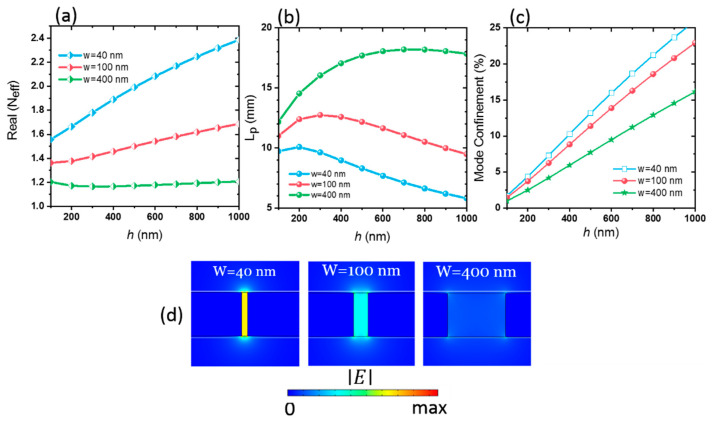 (a)
2.4
2.2
2.0
1.8
1.6
1.4
1.2
1.0
Real (Neff)
w=40 nm
w=100 nm
w=400 nm
200 400 600 800 1000
h (nm)
(b)
20
15
10
5
Lp (mm)
w=40 nm
w=100 nm
w=400 nm
200 400 600 800 1000
h (nm)
(c)
25
20
15
10
5
0
Mode Confinement (%)
w=40 nm
w=100 nm
w=400 nm
200 400 600 800 1000
h (nm)
(d)
W=40 nm
W=100 nm
W=400 nm
|E|
0 max